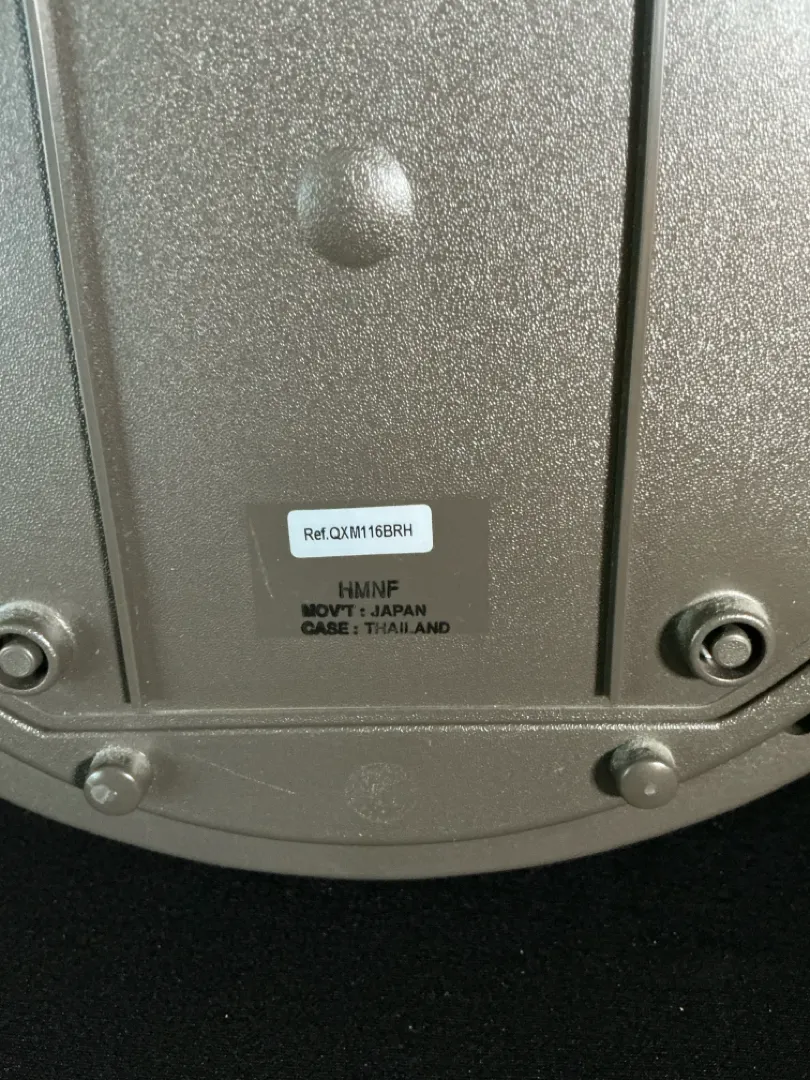 Ref.QXM116BRH
HMNF
MOV'T : JAPAN
CASE : THAILAND